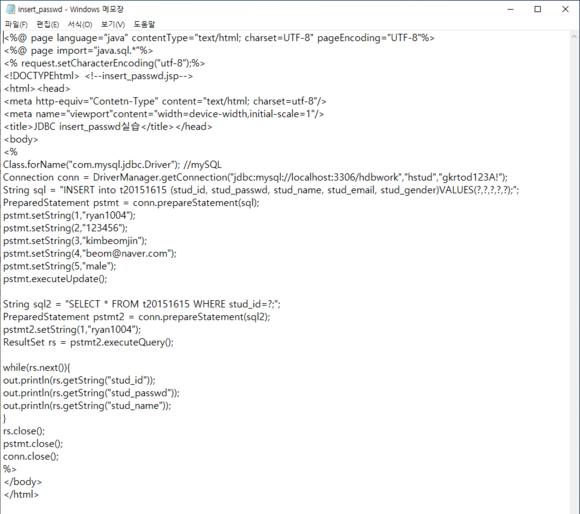 insert_passwd - Windows 메모장
파일(F) 편집(E) 서식(O) 보기(V) 도움말
<%@ page language="java" contentType="text/html; charset=UTF-8" pageEncoding="UTF-8"%>
<%@ page import="java.sql.*"%>
<% request.setCharacterEncoding("utf-8");%>
<!DOCTYPEhtml> <!--insert_passwd.jsp-->
<html><head>
<meta http-equiv="Contetn-Type" content="text/html; charset=utf-8"/>
<meta name="viewport"content="width=device-width,initial-scale=1"/>
<title>JDBC insert_passwd실습</title></head>
<body>
<%
Class.forName("com.mysql.jdbc.Driver"); //mySQL
Connection conn = DriverManager.getConnection("jdbc:mysql://localhost:3306/hdbwork","hstud","gkrtod123A!");
String sql = "INSERT into t20151615 (stud_id, stud_passwd, stud_name, stud_email, stud_gender)VALUES(?,?,?,?,?);";
PreparedStatement pstmt = conn.prepareStatement(sql);
pstmt.setString(1,"ryan1004");
pstmt.setString(2,"123456");
pstmt.setString(3,"kimbeomjin");
pstmt.setString(4,"beom@naver.com");
pstmt.setString(5,"male");
pstmt.executeUpdate();
String sql2 = "SELECT * FROM t20151615 WHERE stud_id=?;";
PreparedStatement pstmt2 = conn.prepareStatement(sql2);
pstmt2.setString(1,"ryan1004");
ResultSet rs = pstmt2.executeQuery();
while(rs.next()){
out.println(rs.getString("stud_id"));
out.println(rs.getString("stud_passwd"));
out.println(rs.getString("stud_name"));
}
rs.close();
pstmt.close();
conn.close();
%>
</body>
</html>